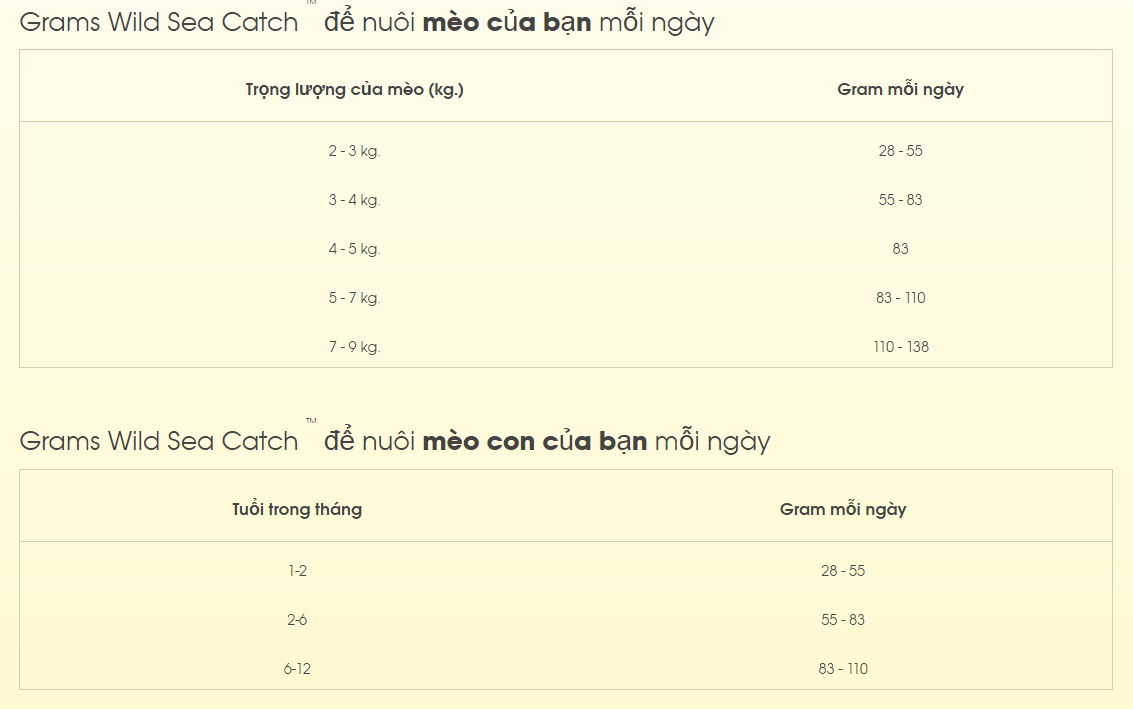 Grams Wild Sea Catch ™ để nuôi mèo của bạn mỗi ngày
Trọng lượng của mèo (kg.) Gram mỗi ngày
2 - 3 kg. 28 - 55
3 - 4 kg. 55 - 83
4 - 5 kg. 83
5 - 7 kg. 83 - 110
7 - 9 kg. 110 - 138
Grams Wild Sea Catch ™ để nuôi mèo con của bạn mỗi ngày
Tuổi trong tháng Gram mỗi ngày
1-2 28 - 55
2-6 55 - 83
6-12 83 - 110